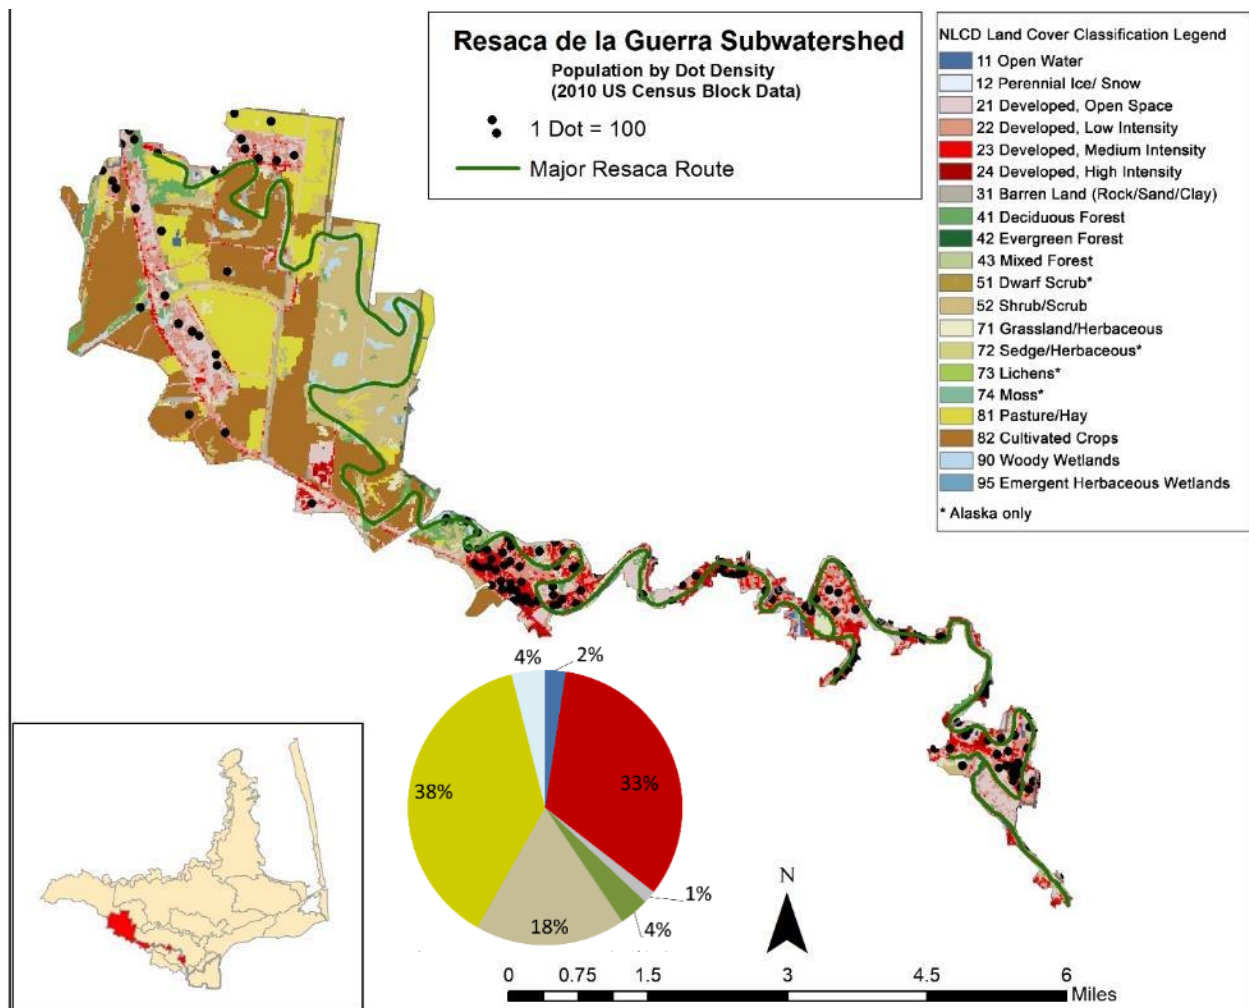 Resaca de la Guerra Subwatershed
Population by Dot Density
(2010 US Census Block Data)
1 Dot = 100
Major Resaca Route
NLCD Land Cover Classification Legend
11 Open Water
12 Perennial Ice/ Snow
21 Developed, Open Space
22 Developed, Low Intensity
23 Developed, Medium Intensity
24 Developed, High Intensity
31 Barren Land (Rock/Sand/Clay)
41 Deciduous Forest
42 Evergreen Forest
43 Mixed Forest
51 Dwarf Scrub*
52 Shrub/Scrub
71 Grassland/Herbaceous
72 Sedge/Herbaceous*
73 Lichens*
74 Moss*
81 Pasture/Hay
82 Cultivated Crops
90 Woody Wetlands
95 Emergent Herbaceous Wetlands
* Alaska only
4%
2%
38%
33%
1%
18%
4%
N
0 0.75 1.5 3 4.5 6
Miles